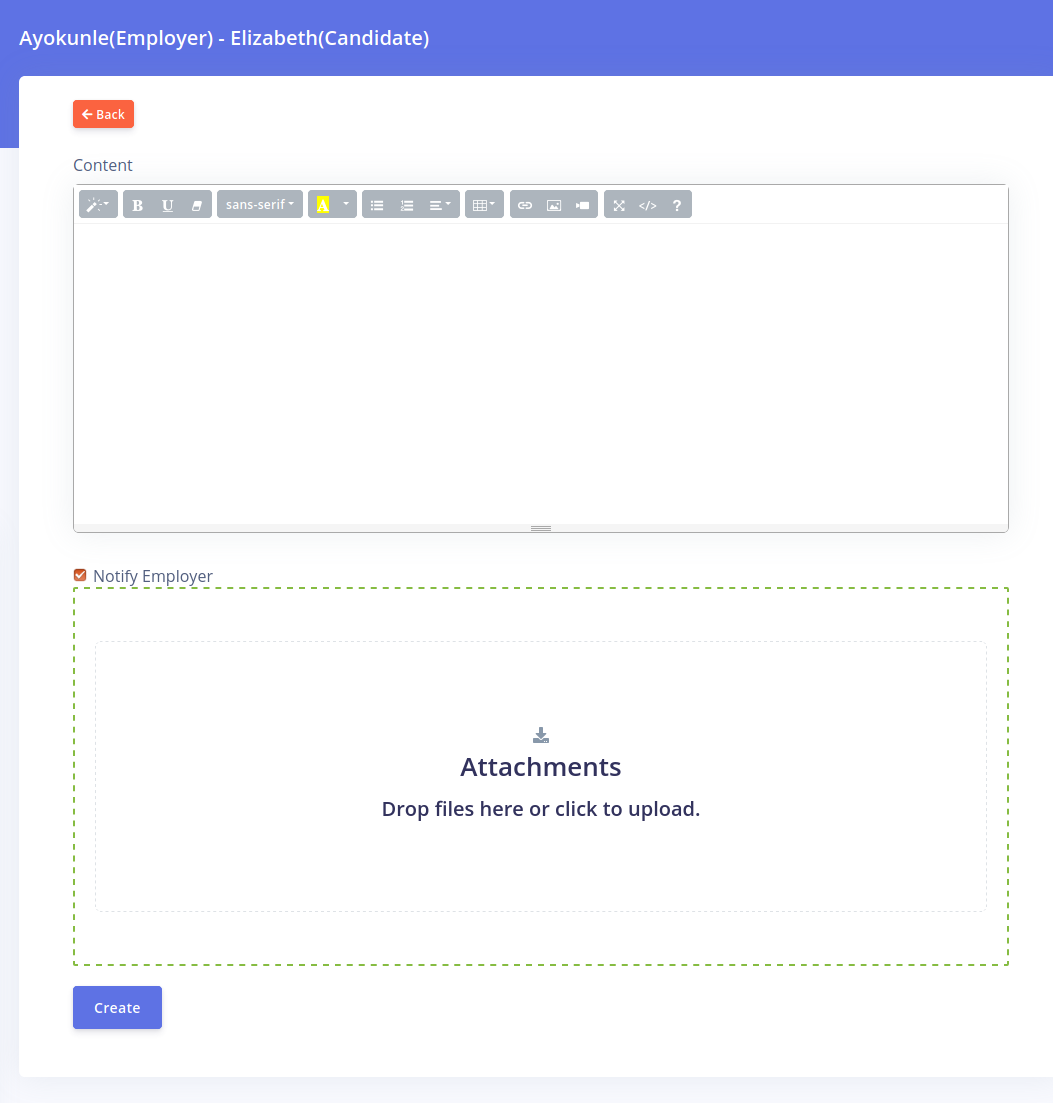 Ayokunle(Employer) - Elizabeth(Candidate)
Back
Content
B U sans-serif A </> ?
Notify Employer
Attachments
Drop files here or click to upload.
Create